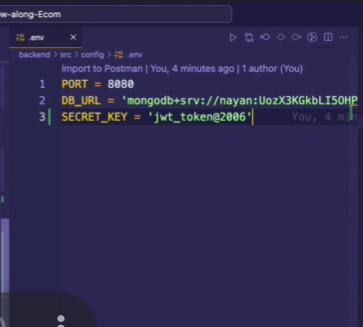 ow-along-Ecom
.env
backend > src > config > .env
Import to Postman | You, 4 minutes ago | 1 author (You)
1 PORT = 8080
2 DB_URL = 'mongodb+srv://nayan:UozX3KGkbLI5OHP
3 SECRET_KEY = 'jwt_token@2006' You, 4 min